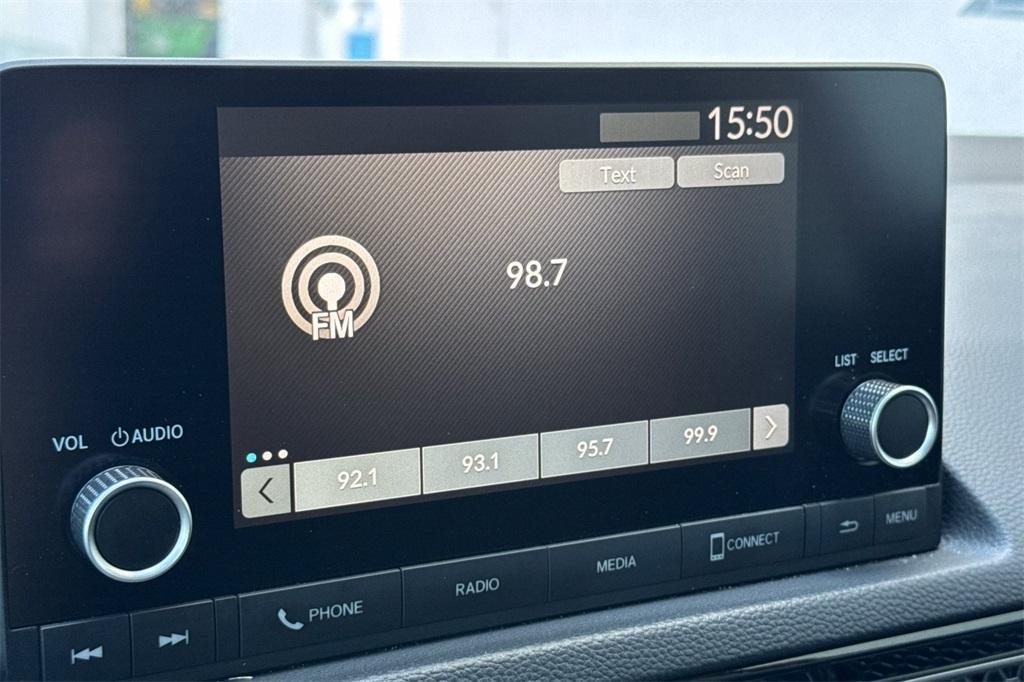 15:50
Text Scan
98.7
FM
LIST SELECT
VOL AUDIO
92.1 93.1 95.7 99.9
PHONE RADIO MEDIA CONNECT MENU